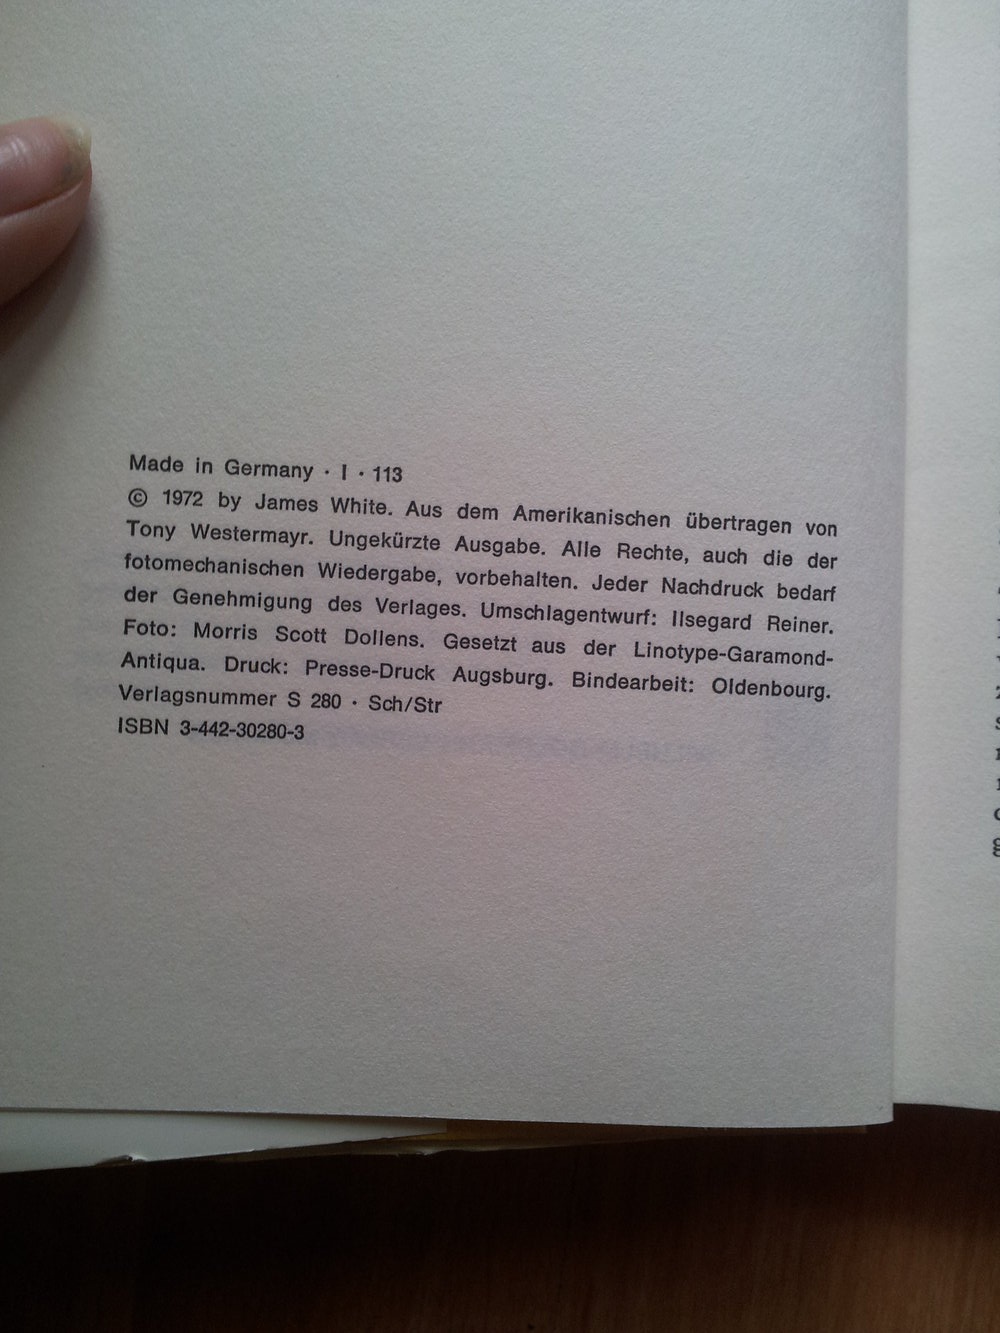 Made in Germany · I · 113
© 1972 by James White. Aus dem Amerikanischen übertragen von
Tony Westermayr. Ungekürzte Ausgabe. Alle Rechte, auch die der
fotomechanischen Wiedergabe, vorbehalten. Jeder Nachdruck bedarf
der Genehmigung des Verlages. Umschlagentwurf: Ilsegard Reiner.
Foto: Morris Scott Dollens. Gesetzt aus der Linotype-Garamond-
Antiqua. Druck: Presse-Druck Augsburg. Bindearbeit: Oldenbourg.
Verlagsnummer S 280 · Sch/Str
ISBN 3-442-30280-3